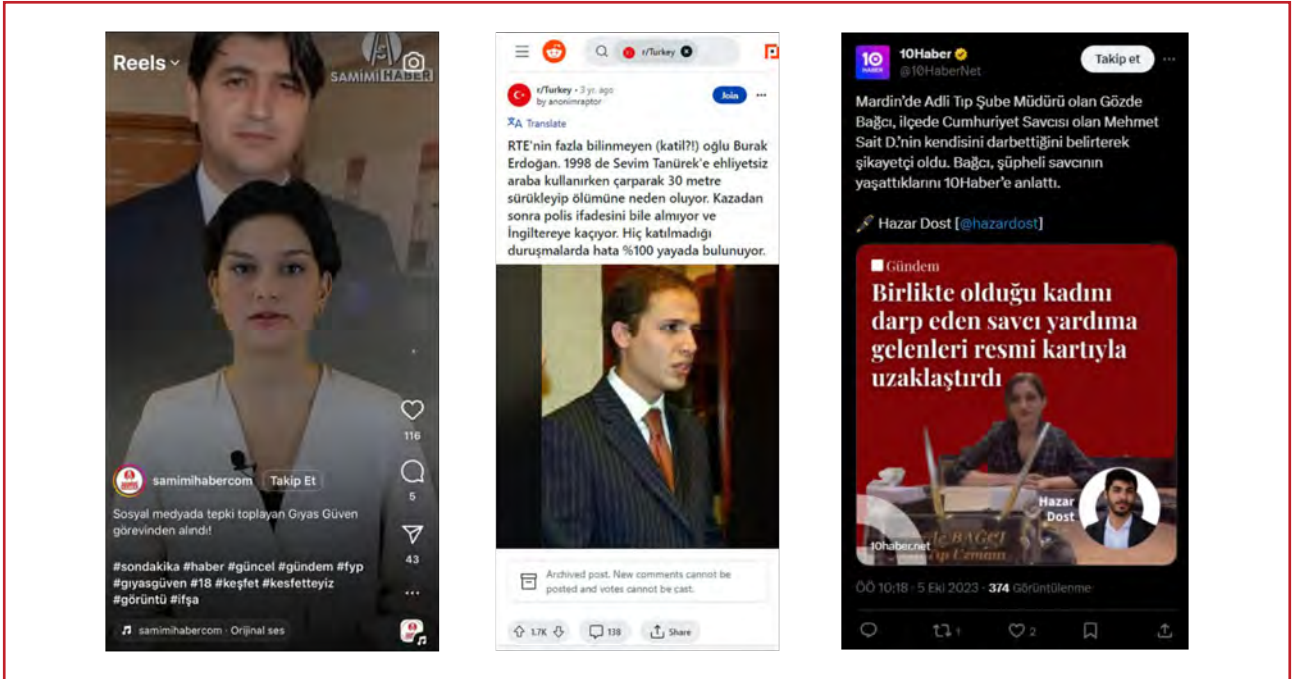 Reels
SAMİMİ HABER
116
5
samimihabercom Takip Et
Sosyal medyada tepki toplayan Gıyas Güven
görevinden alındı!
43
#sondakika #haber #güncel #gündem #fyp
#gıyasgüven #18 #keşfet #kesfetteyiz
#görüntü #ifşa
samimihabercom · Orijinal ses
r/Turkey
r/Turkey • 3 yr. ago
by anonimraptor
Join
Translate
RTE'nin fazla bilinmeyen (katil?!) oğlu Burak
Erdoğan. 1998 de Sevim Tanürek'e ehliyetsiz
araba kullanırken çarparak 30 metre
sürükleyip ölümüne neden oluyor. Kazadan
sonra polis ifadesini bile almıyor ve
İngiltereye kaçıyor. Hiç katılmadığı
duruşmalarda hata %100 yayada bulunuyor.
Archived post. New comments cannot be
posted and votes cannot be cast.
1.7K 138 Share
10
HABER
10Haber
@10HaberNet
Takip et
Mardin'de Adli Tıp Şube Müdürü olan Gözde
Bağcı, ilçede Cumhuriyet Savcısı olan Mehmet
Sait D.'nin kendisini darbettiğini belirterek
şikayetçi oldu. Bağcı, şüpheli savcının
yaşattıklarını 10Haber'e anlattı.
Hazar Dost [@hazardost]
Gündem
Birlikte olduğu kadını
darp eden savcı yardıma
gelenleri resmi kartıyla
uzaklaştırdı
Hazar
Dost
BAĞCI
Uzmanı
10haber.net
ÖÖ 10:18 · 5 Eki 2023 · 374 Görüntülenme
1 2